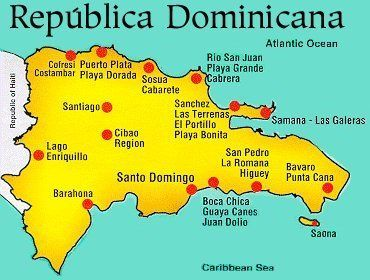 República Dominicana
Atlantic Ocean
Republic of Haiti
Cofresi
Costambar
Puerto Plata
Playa Dorada
Sosua
Cabarete
Rio San Juan
Playa Grande
Cabrera
Santiago
Sanchez
Las Terrenas
El Portillo
Playa Bonita
Samana - Las Galeras
Cibao
Region
Lago
Enriquillo
San Pedro
La Romana
Higuey
Bavaro
Punta Cana
Santo Domingo
Barahona
Boca Chica
Guaya Canes
Juan Dolio
Saona
Caribbean Sea